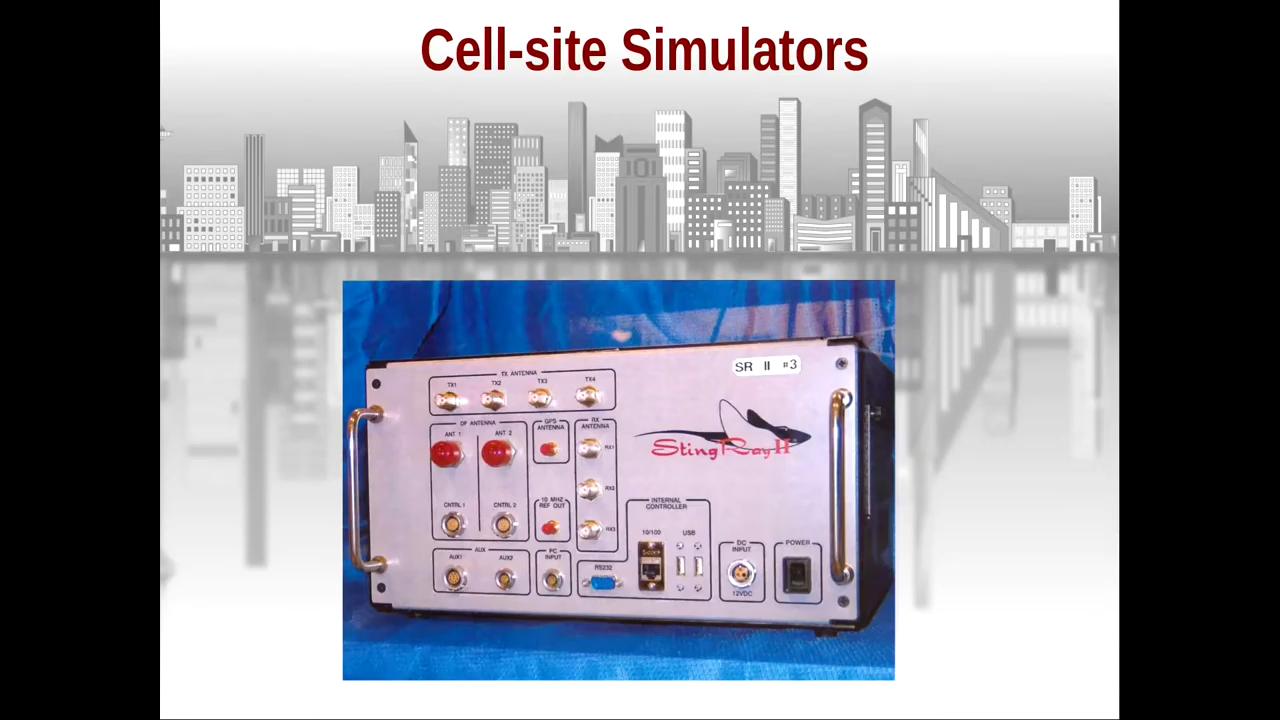 Cell-site Simulators
SR II #3
TX ANTENNA
TX1 TX2 TX3 TX4
DF ANTENNA
ANT 1 ANT 2
GPS
ANTENNA
RX
ANTENNA
RX1
RX2
RX3
StingRay II
CNTRL 1 CNTRL 2
10 MHZ
REF OUT
INTERNAL
CONTROLLER
10/100 USB
AUX
AUX1 AUX2
PC
INPUT
RS232
DC
INPUT
12VDC
POWER